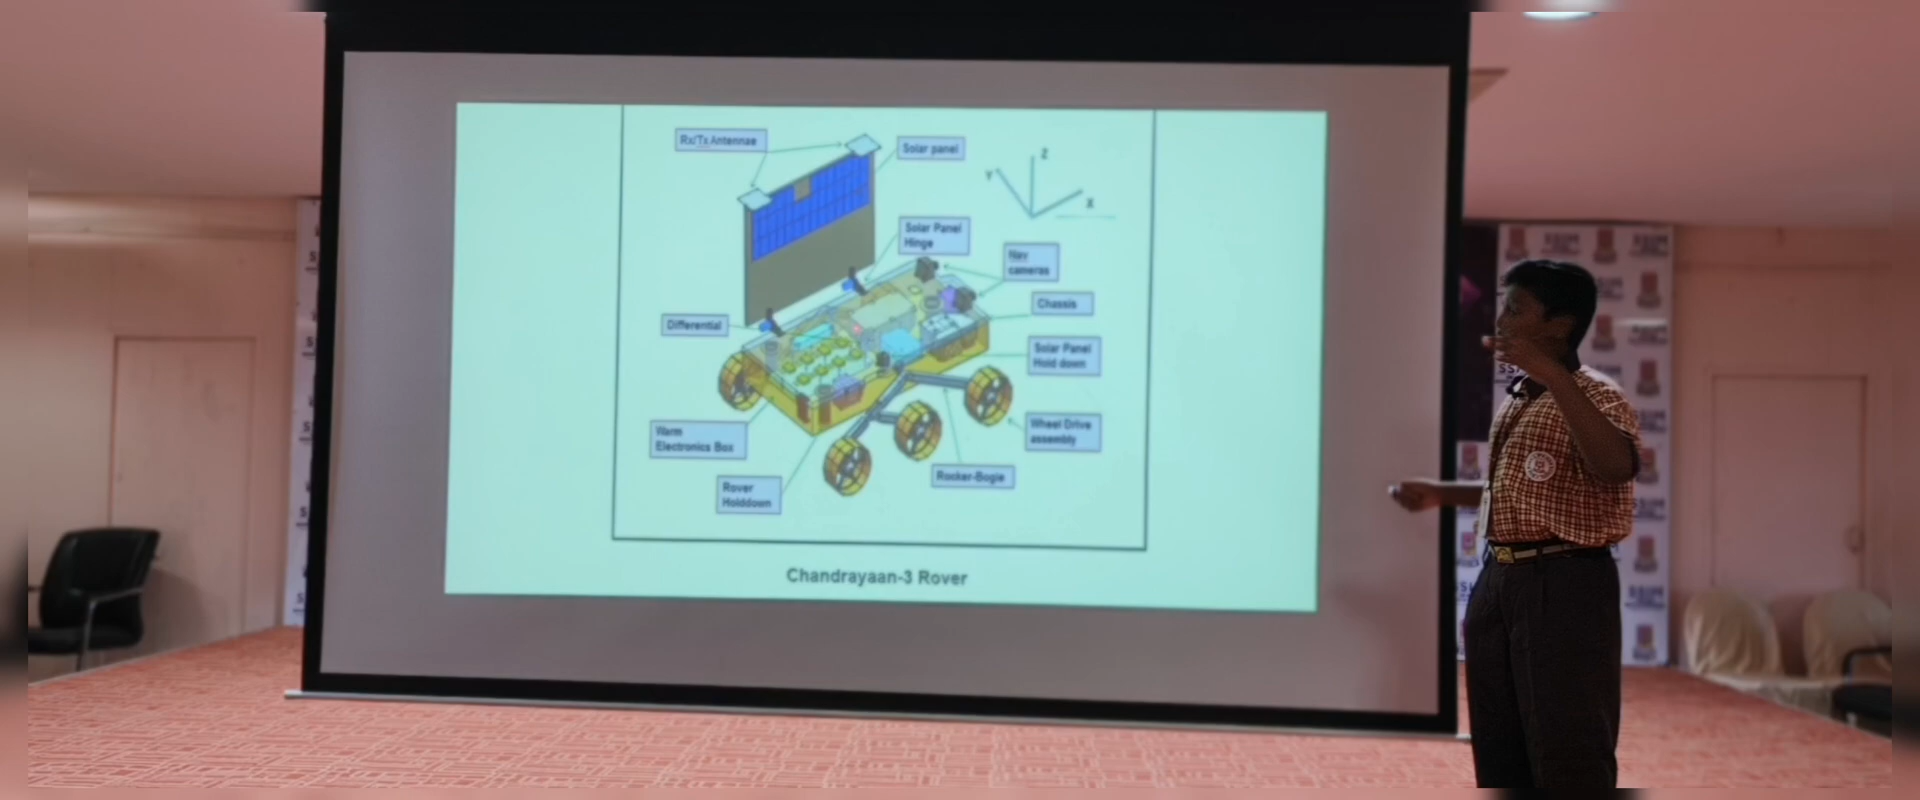 Rx/Tx Antennae
Solar panel
Z
Y
X
Solar Panel
Hinge
Nav
cameras
Chassis
Differential
Solar Panel
Hold down
Wheel Drive
assembly
Warm
Electronics Box
Rocker-Bogie
Rover
Holddown
Chandrayaan-3 Rover